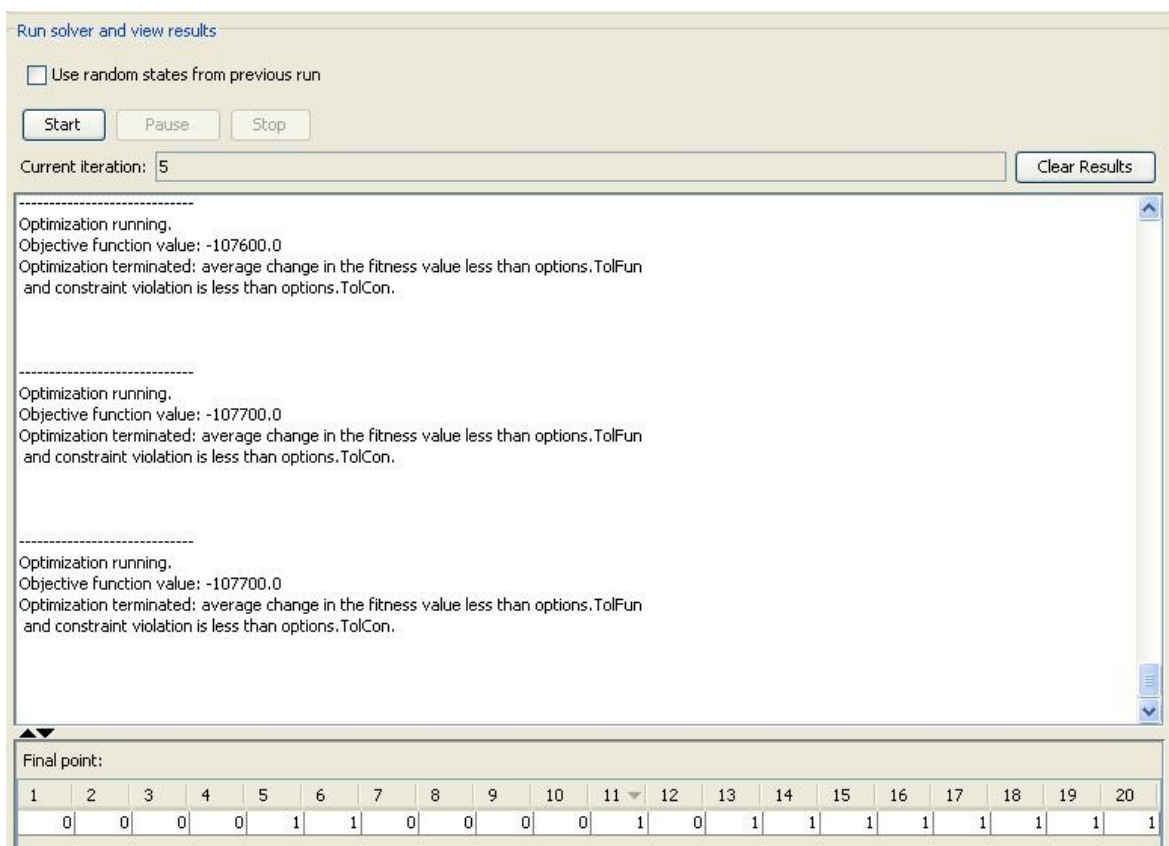 Run solver and view results
Use random states from previous run
Start Pause Stop
Current iteration: 5 Clear Results
-----------------------------
Optimization running.
Objective function value: -107600.0
Optimization terminated: average change in the fitness value less than options.TolFun
and constraint violation is less than options.TolCon.
-----------------------------
Optimization running.
Objective function value: -107700.0
Optimization terminated: average change in the fitness value less than options.TolFun
and constraint violation is less than options.TolCon.
-----------------------------
Optimization running.
Objective function value: -107700.0
Optimization terminated: average change in the fitness value less than options.TolFun
and constraint violation is less than options.TolCon.
Final point:
1 2 3 4 5 6 7 8 9 10 11 12 13 14 15 16 17 18 19 20
0 0 0 0 1 1 0 0 0 0 1 0 1 1 1 1 1 1 1 1